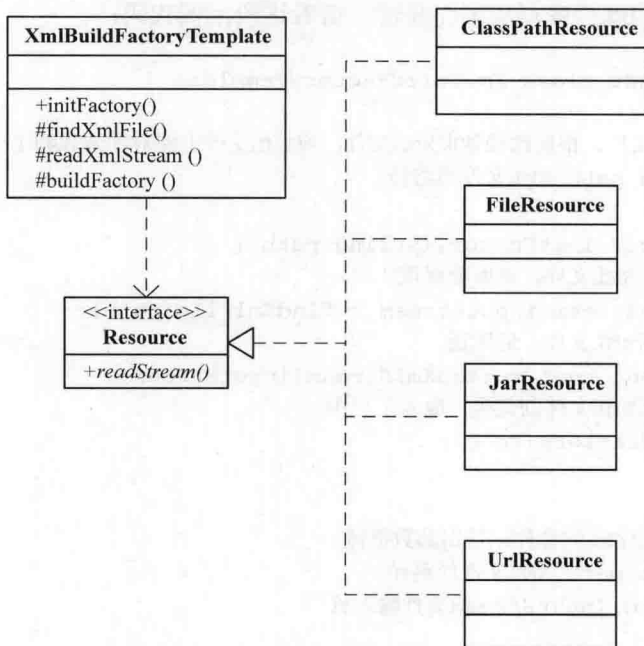 XmlBuildFactoryTemplate
+initFactory()
#findXmlFile()
#readXmlStream ()
#buildFactory ()
<<interface>>
Resource
+readStream()
ClassPathResource
FileResource
JarResource
UrlResource